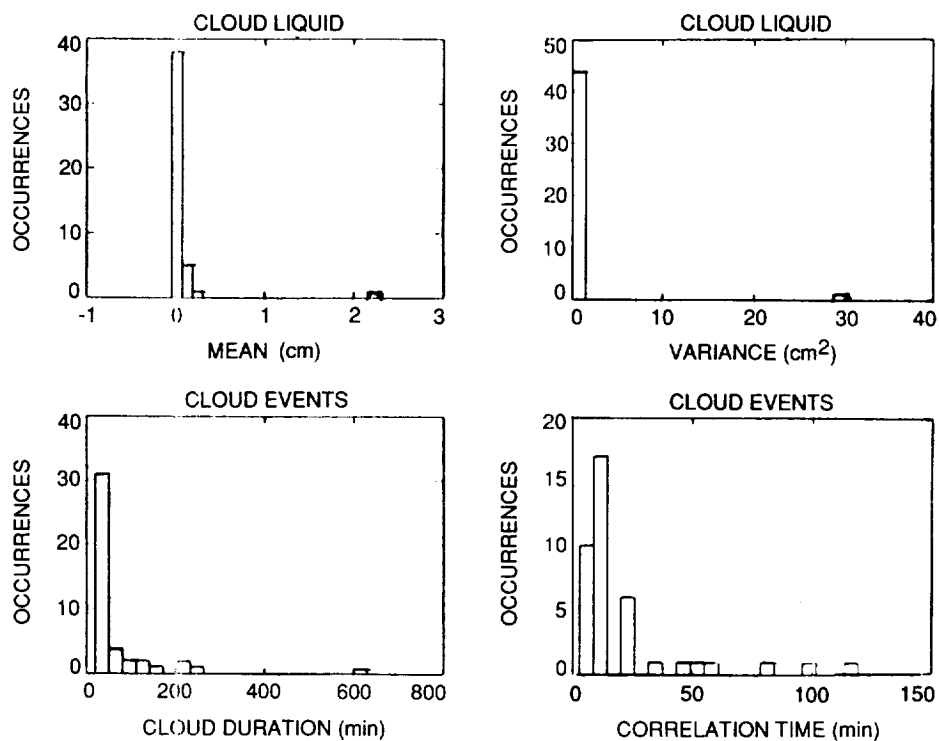 CLOUD LIQUID
OCCURRENCES
40
30
20
10
0
-1 0 1 2 3
MEAN (cm)
CLOUD LIQUID
OCCURRENCES
50
40
30
20
10
0
0 10 20 30 40
VARIANCE (cm²)
CLOUD EVENTS
OCCURRENCES
40
30
20
10
0
0 200 400 600 800
CLOUD DURATION (min)
CLOUD EVENTS
OCCURRENCES
20
15
10
5
0
0 50 100 150
CORRELATION TIME (min)